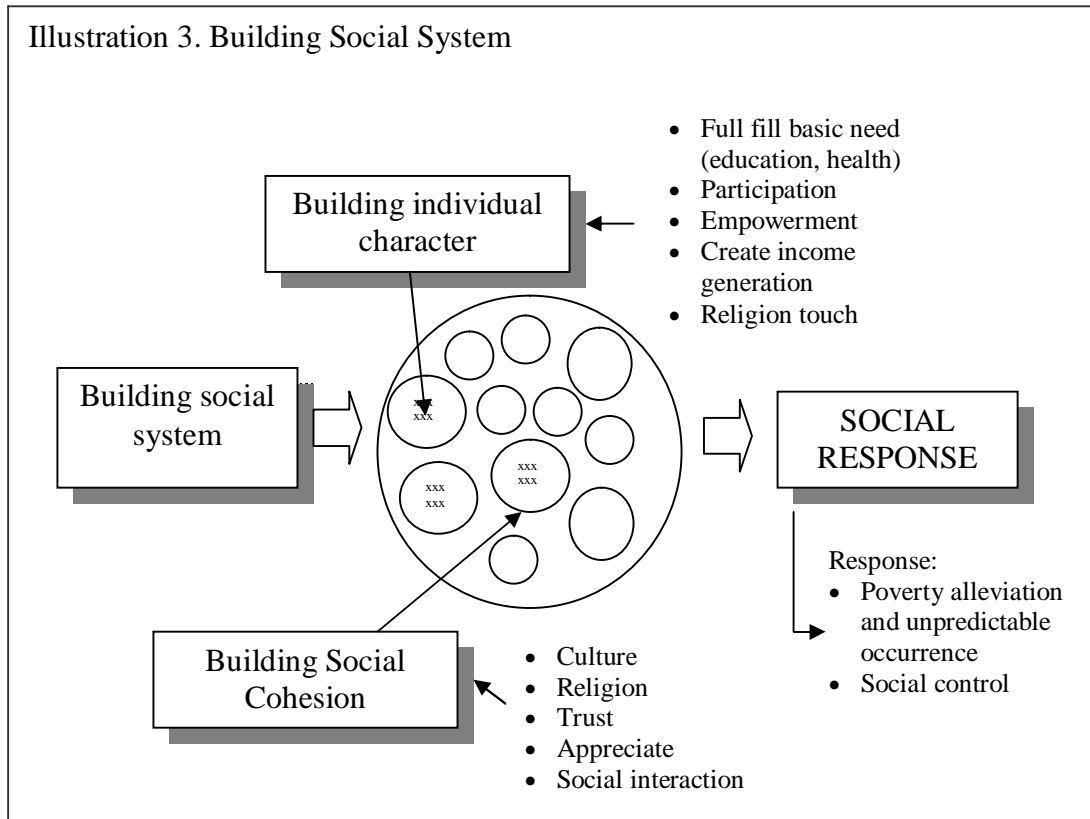 Illustration 3. Building Social System
• Full fill basic need
(education, health)
• Participation
• Empowerment
• Create income
generation
• Religion touch
Building individual
character
Building social
system
xxx
xxx
xxx
xxx
xxx
xxx
SOCIAL
RESPONSE
Response:
• Poverty alleviation
and unpredictable
occurrence
• Social control
Building Social
Cohesion
• Culture
• Religion
• Trust
• Appreciate
• Social interaction